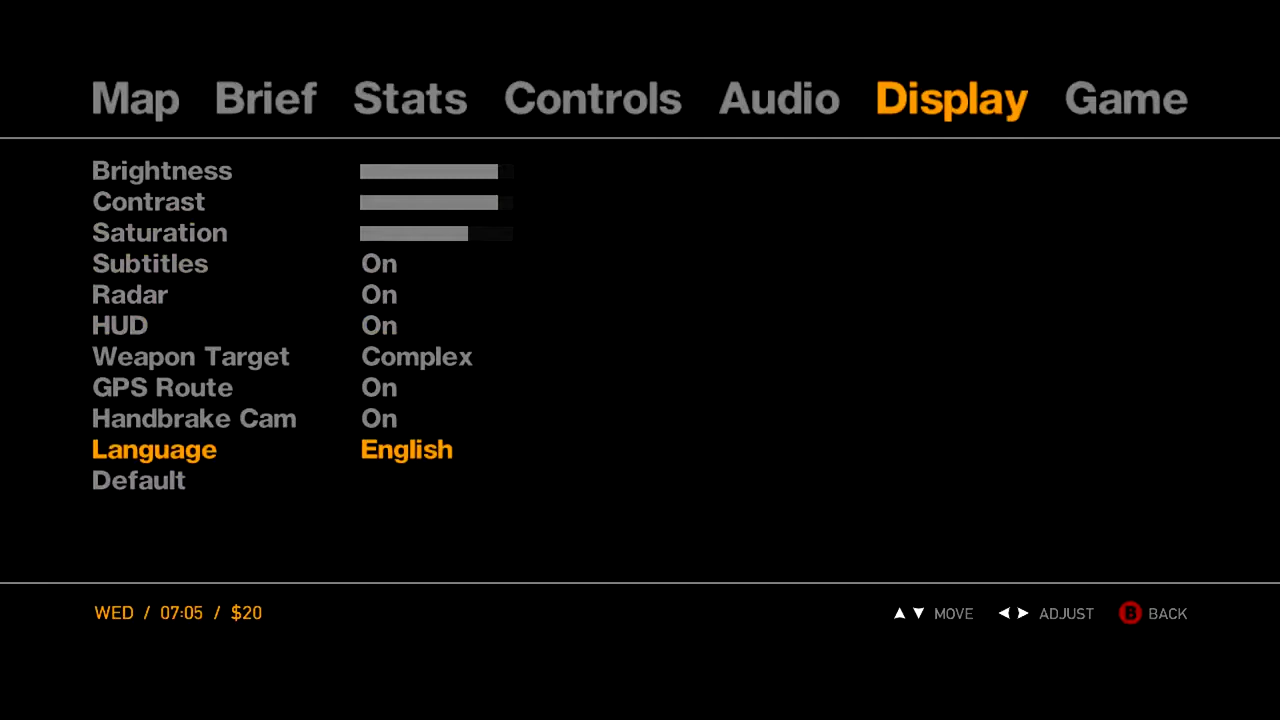 Map Brief Stats Controls Audio Display Game
Brightness
Contrast
Saturation
Subtitles On
Radar On
HUD On
Weapon Target Complex
GPS Route On
Handbrake Cam On
Language English
Default
WED / 07:05 / $20 MOVE ADJUST B BACK